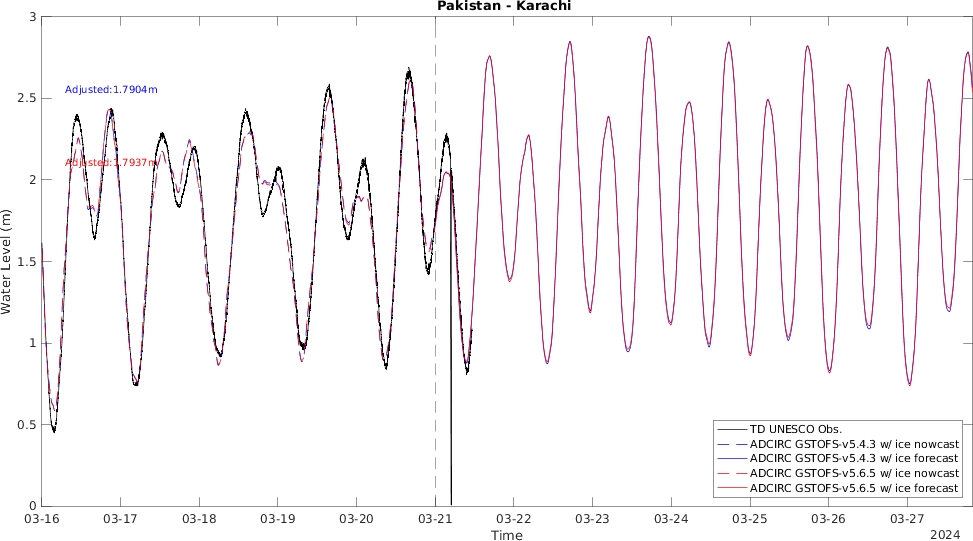 Pakistan - Karachi
3
2.5
2
1.5
1
0.5
0
Water Level (m)
Adjusted:1.7904m
Adjusted:1.7937m
TD UNESCO Obs.
ADCIRC GSTOFS-v5.4.3 w/ ice nowcast
ADCIRC GSTOFS-v5.4.3 w/ ice forecast
ADCIRC GSTOFS-v5.6.5 w/ ice nowcast
ADCIRC GSTOFS-v5.6.5 w/ ice forecast
03-16 03-17 03-18 03-19 03-20 03-21 03-22 03-23 03-24 03-25 03-26 03-27
Time
2024